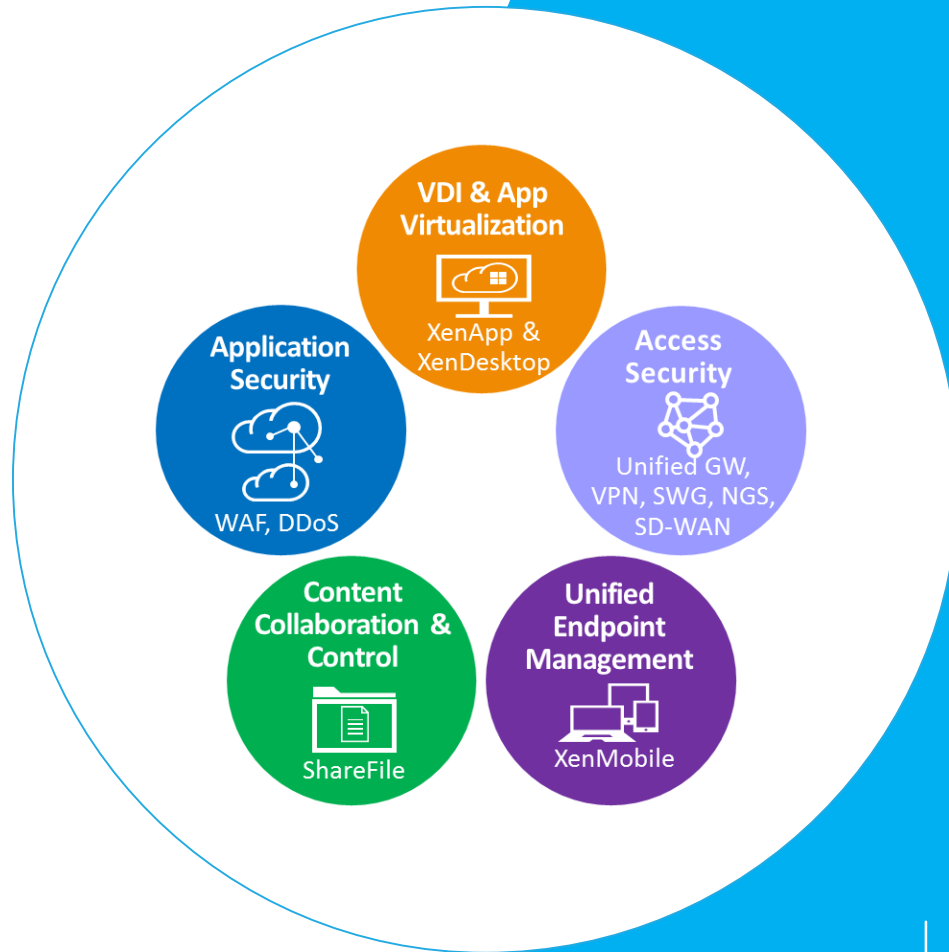 VDI & App
Virtualization
XenApp &
XenDesktop
Application
Security
WAF, DDoS
Access
Security
Unified GW,
VPN, SWG, NGS,
SD-WAN
Content
Collaboration &
Control
ShareFile
Unified
Endpoint
Management
XenMobile